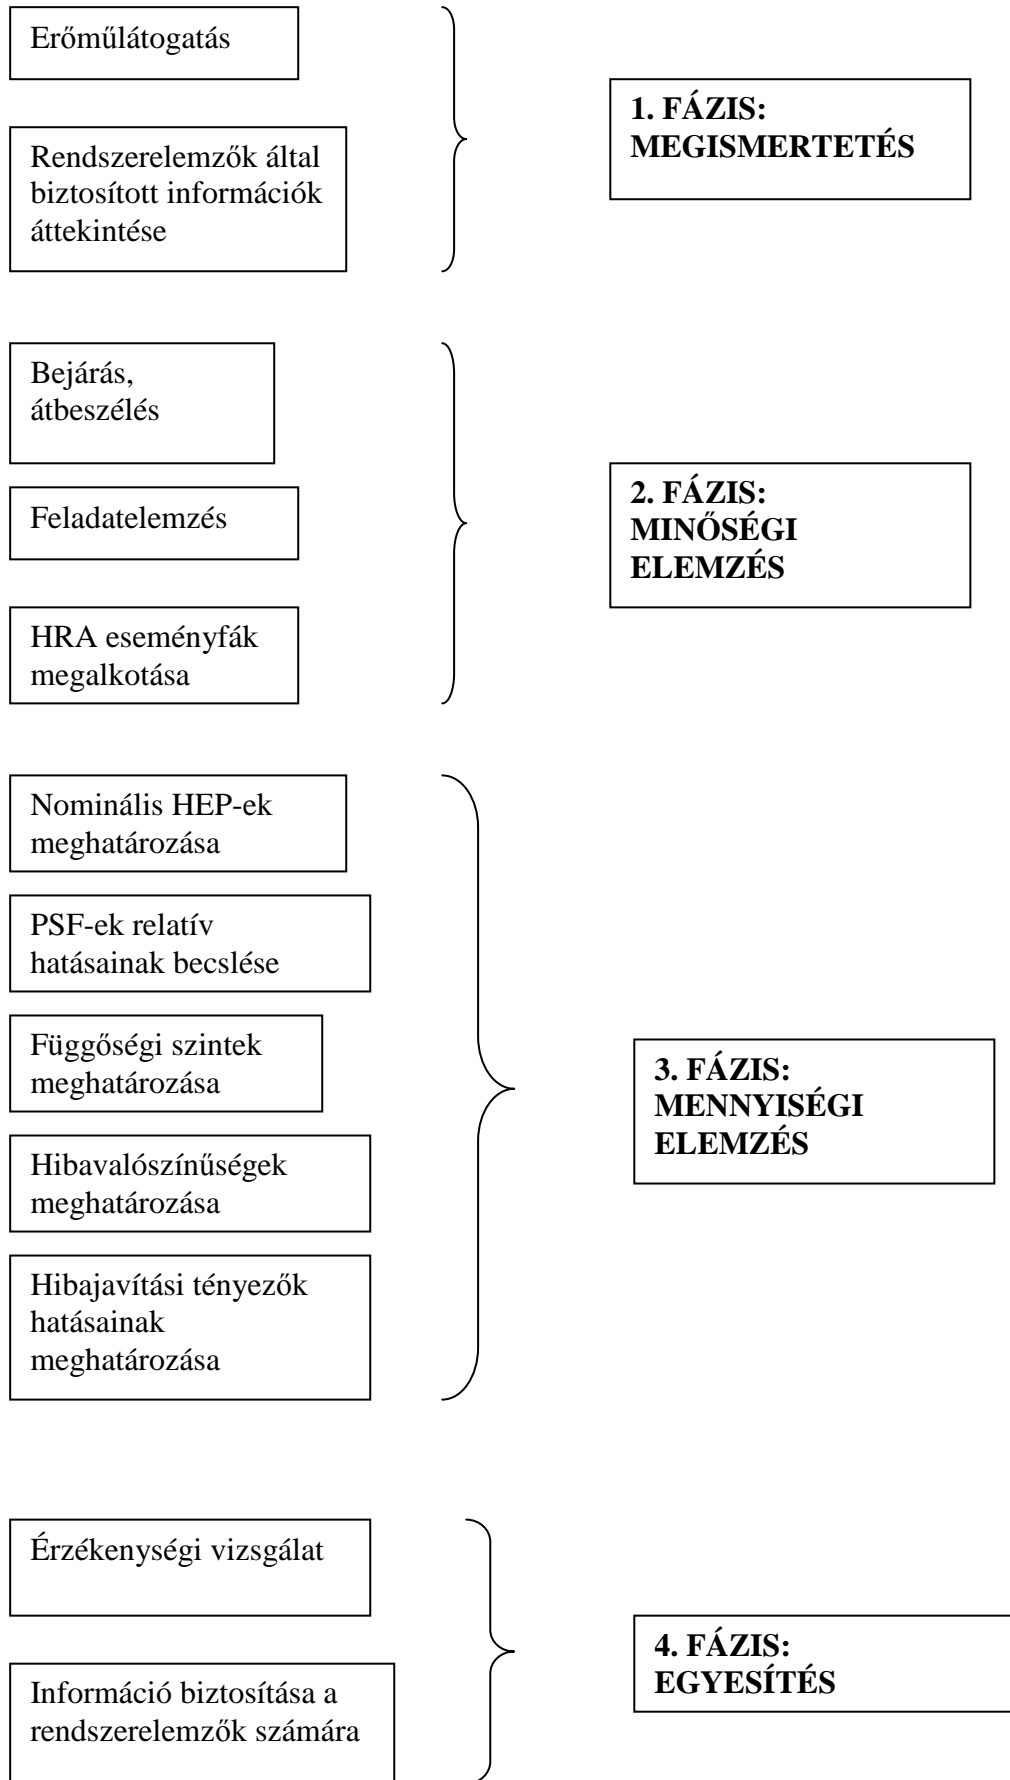 Erőműlátogatás
Rendszerelemzők által
biztosított információk
áttekintése
1. FÁZIS:
MEGISMERTETÉS
Bejárás,
átbeszélés
Feladatelemzés
HRA eseményfák
megalkotása
2. FÁZIS:
MINŐSÉGI
ELEMZÉS
Nominális HEP-ek
meghatározása
PSF-ek relatív
hatásainak becslése
Függőségi szintek
meghatározása
Hibavalószínűségek
meghatározása
Hibajavítási tényezők
hatásainak
meghatározása
3. FÁZIS:
MENNYISÉGI
ELEMZÉS
Érzékenységi vizsgálat
Információ biztosítása a
rendszerelemzők számára
4. FÁZIS:
EGYESÍTÉS